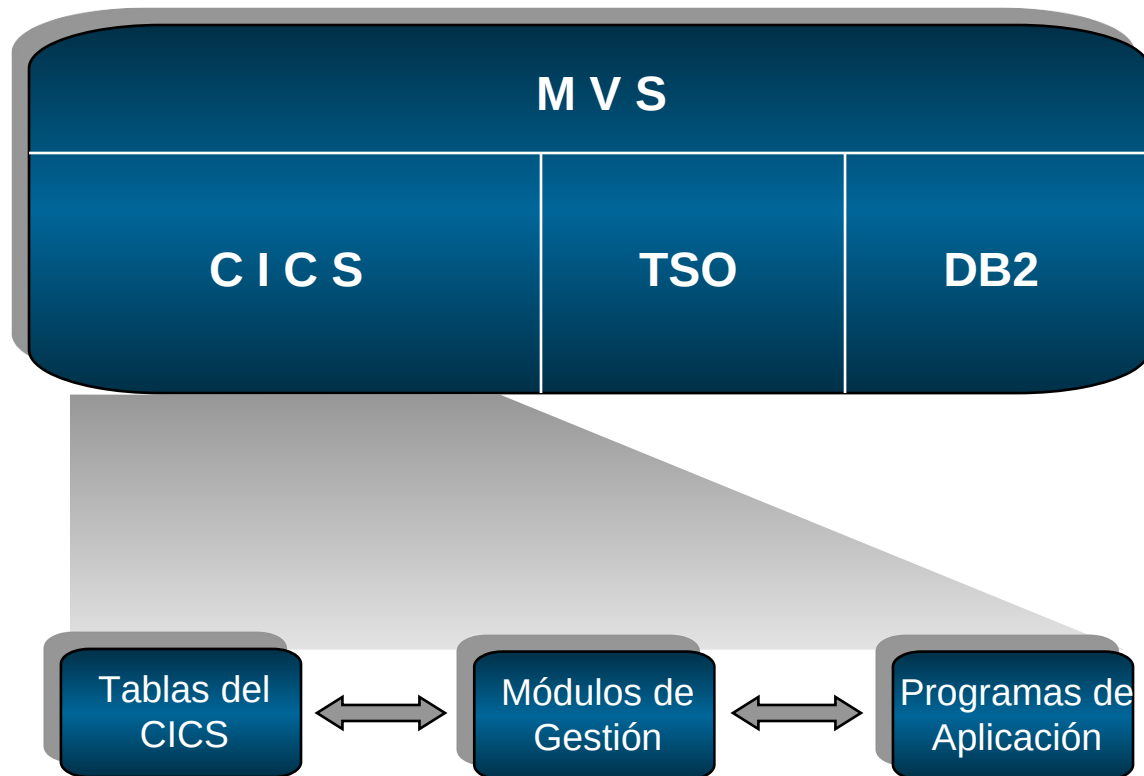 M V S
C I C S
TSO
DB2
Tablas del
CICS
Módulos de
Gestión
Programas de
Aplicación